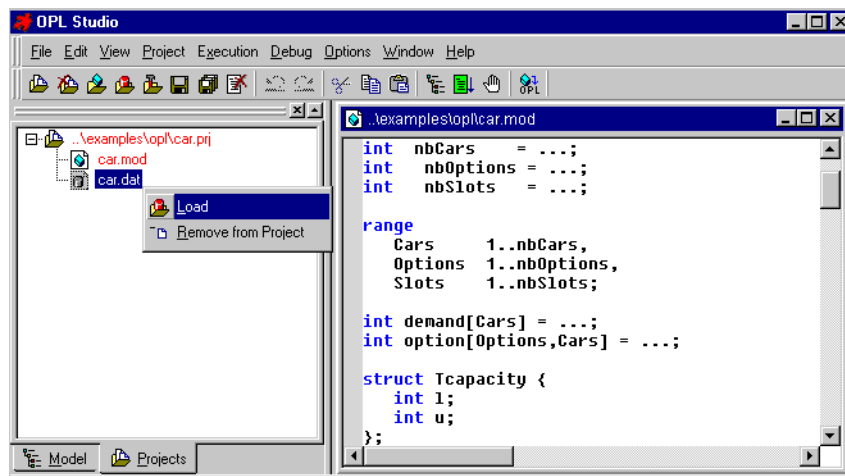 OPL Studio
File Edit View Project Execution Debug Options Window Help
OPL
..\examples\opl\car.prj
car.mod
car.dat
Load
Remove from Project
Model Projects
..\examples\opl\car.mod
int nbCars = ...;
int nbOptions = ...;
int nbSlots = ...;
range
Cars 1..nbCars,
Options 1..nbOptions,
Slots 1..nbSlots;
int demand[Cars] = ...;
int option[Options,Cars] = ...;
struct Tcapacity {
int l;
int u;
};